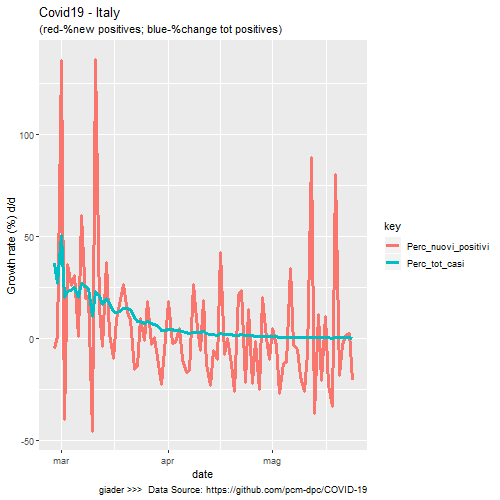 Covid19 - Italy
(red-%new positives; blue-%change tot positives)
Growth rate (%) d/d
100
50
0
-50
mar
apr
mag
date
key
Perc_nuovi_positivi
Perc_tot_casi
giader >>> Data Source: https://github.com/pcm-dpc/COVID-19